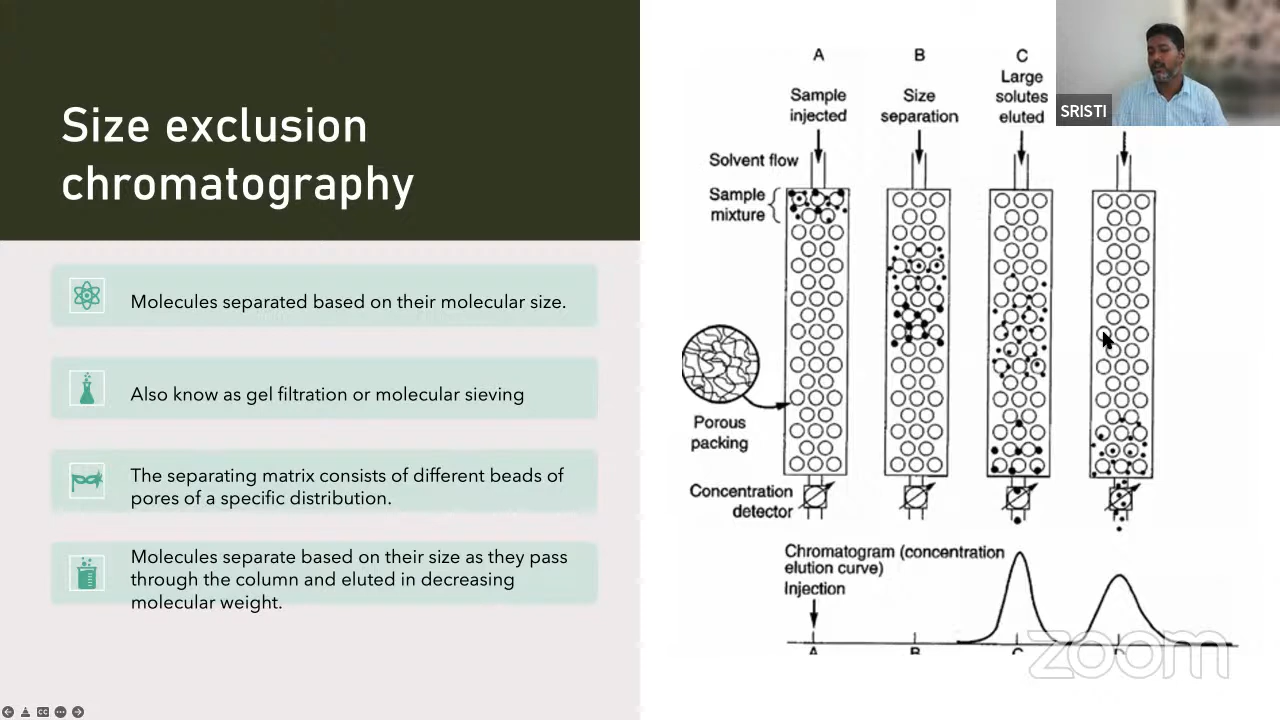 Size exclusion
chromatography
Molecules separated based on their molecular size.
Also know as gel filtration or molecular sieving
The separating matrix consists of different beads of
pores of a specific distribution.
Molecules separate based on their size as they pass
through the column and eluted in decreasing
molecular weight.
A
B
C
Sample
injected
Size
separation
Large
solutes
eluted
Solvent flow
Sample
mixture
Porous
packing
Concentration
detector
Chromatogram (concentration
elution curve)
Injection
A
B
C
D
SRISTI
zoom
CC